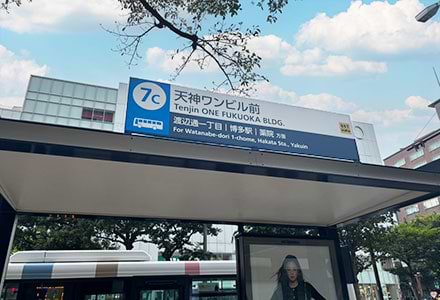 7C
天神ワンビル前
Tenjin ONE FUKUOKA BLDG.
渡辺通一丁目|博多駅|薬院 方面
For Watanabe-dori 1-chome, Hakata Sta., Yakuin